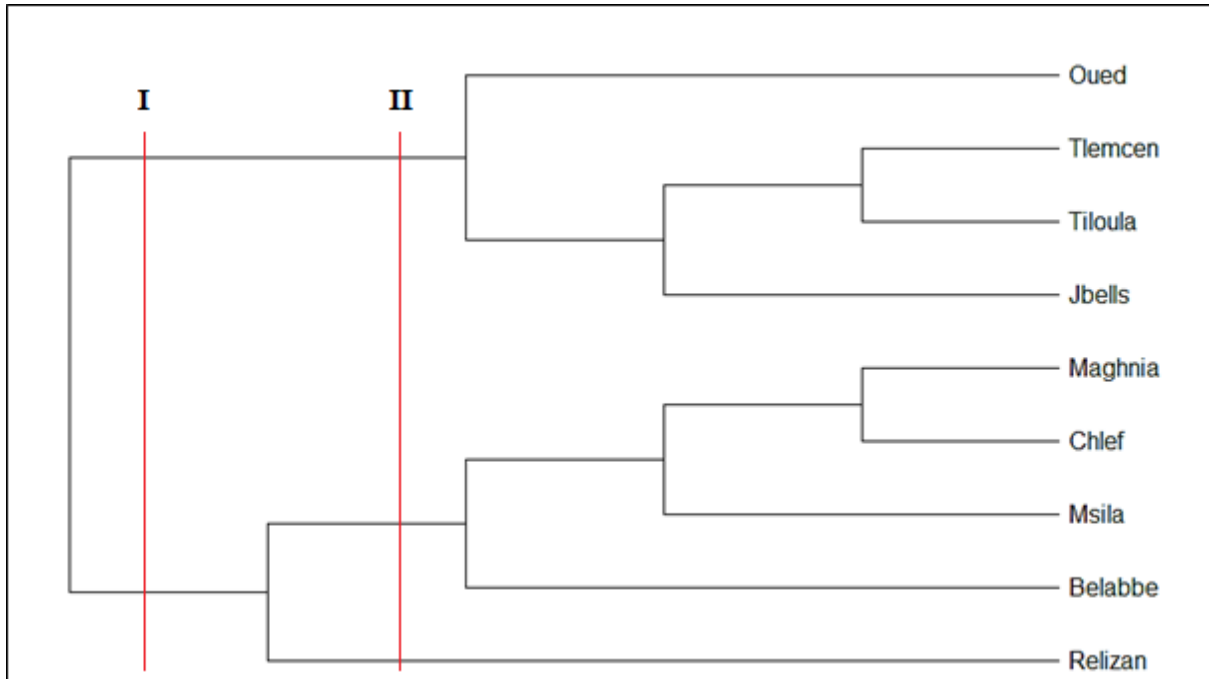 Oued
I
II
Tlemcen
Tiloula
Jbells
Maghnia
Chlef
Msila
Belabbe
Relizan